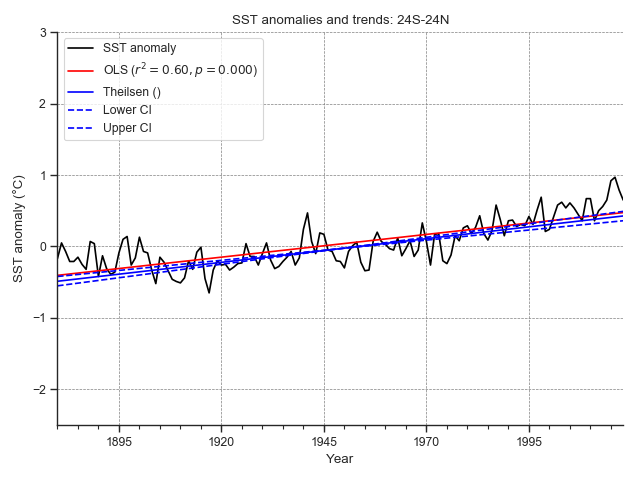 SST anomalies and trends: 24S-24N
SST anomaly
OLS (r² = 0.60, p = 0.000)
Theilsen ()
Lower CI
Upper CI
3
2
1
0
−1
−2
SST anomaly (°C)
1895 1920 1945 1970 1995
Year